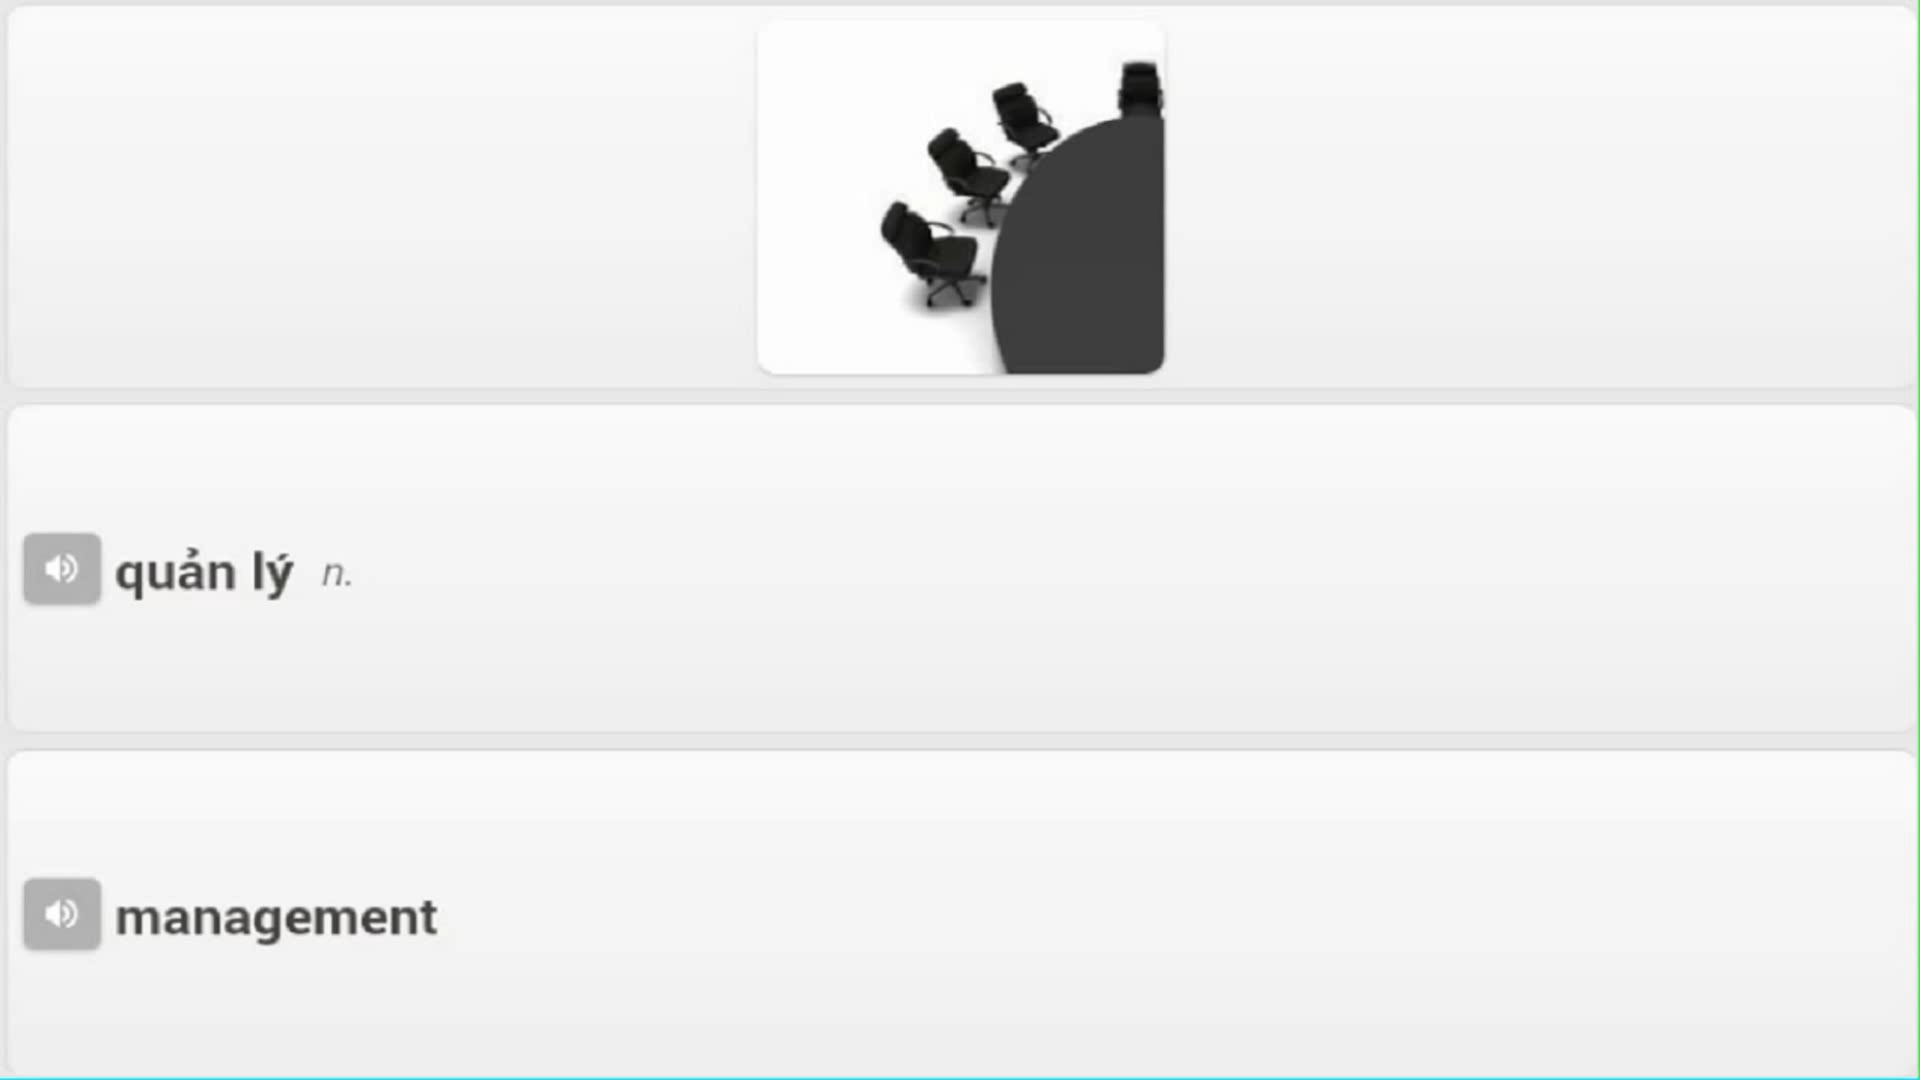 quản lý n.
management